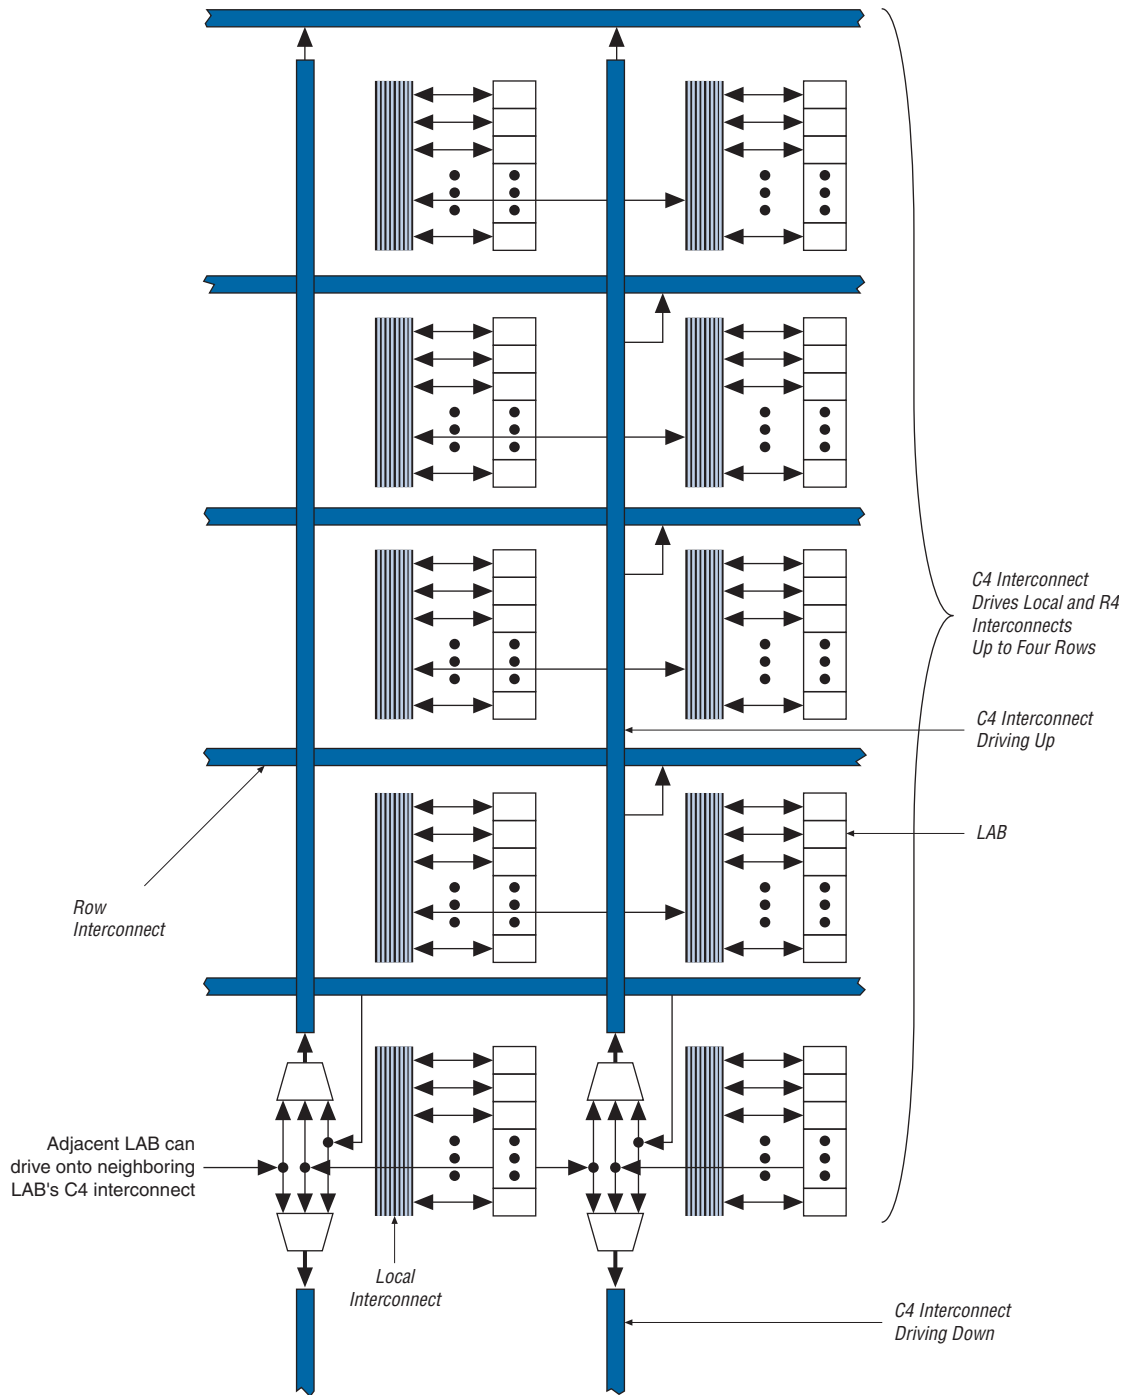 C4 Interconnect
Drives Local and R4
Interconnects
Up to Four Rows
C4 Interconnect
Driving Up
LAB
Row
Interconnect
Adjacent LAB can
drive onto neighboring
LAB's C4 interconnect
Local
Interconnect
C4 Interconnect
Driving Down